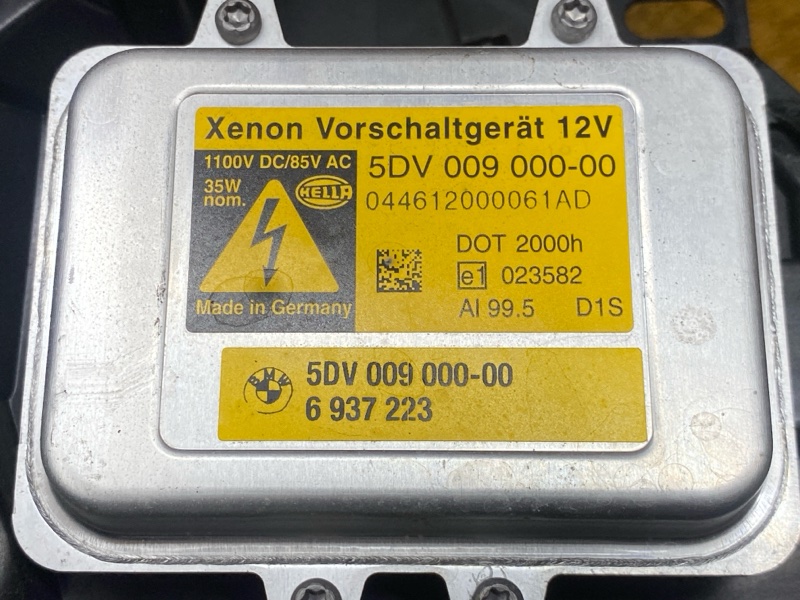 Xenon Vorschaltgerät 12V
1100V DC/85V AC
35W
nom.
HELLA
Made in Germany
5DV 009 000-00
044612000061AD
DOT 2000h
e1 023582
Al 99.5 D1S
BMW
5DV 009 000-00
6 937 223